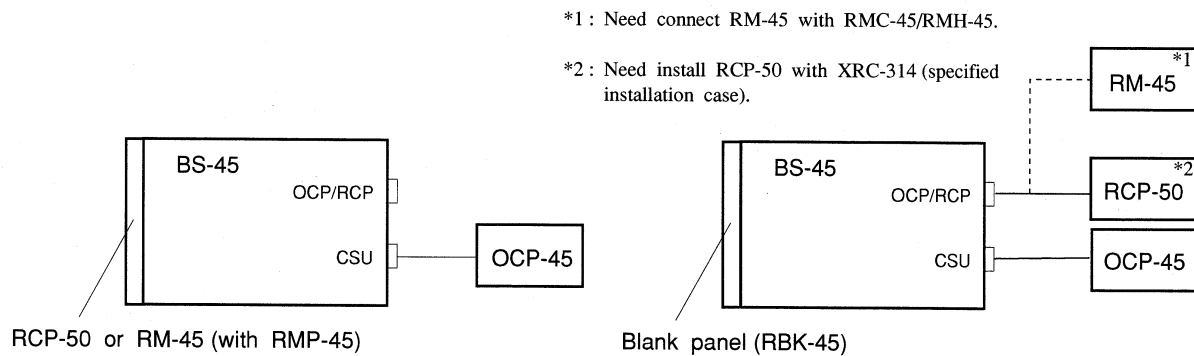 *1 : Need connect RM-45 with RMC-45/RMH-45.
*2 : Need install RCP-50 with XRC-314 (specified
installation case).
BS-45
OCP/RCP
CSU
OCP-45
RCP-50 or RM-45 (with RMP-45)
*1
RM-45
BS-45
OCP/RCP
*2
RCP-50
CSU
OCP-45
Blank panel (RBK-45)